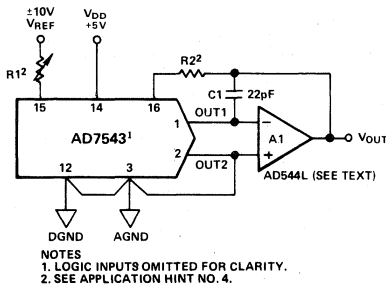 ±10V
VREF
VDD
+5V
R1²
R2²
C1
22pF
15
14
16
1
OUT1
AD7543¹
2
OUT2
12
3
−
A1
+
VOUT
AD544L (SEE TEXT)
DGND
AGND
NOTES
1. LOGIC INPUTS OMITTED FOR CLARITY.
2. SEE APPLICATION HINT NO. 4.